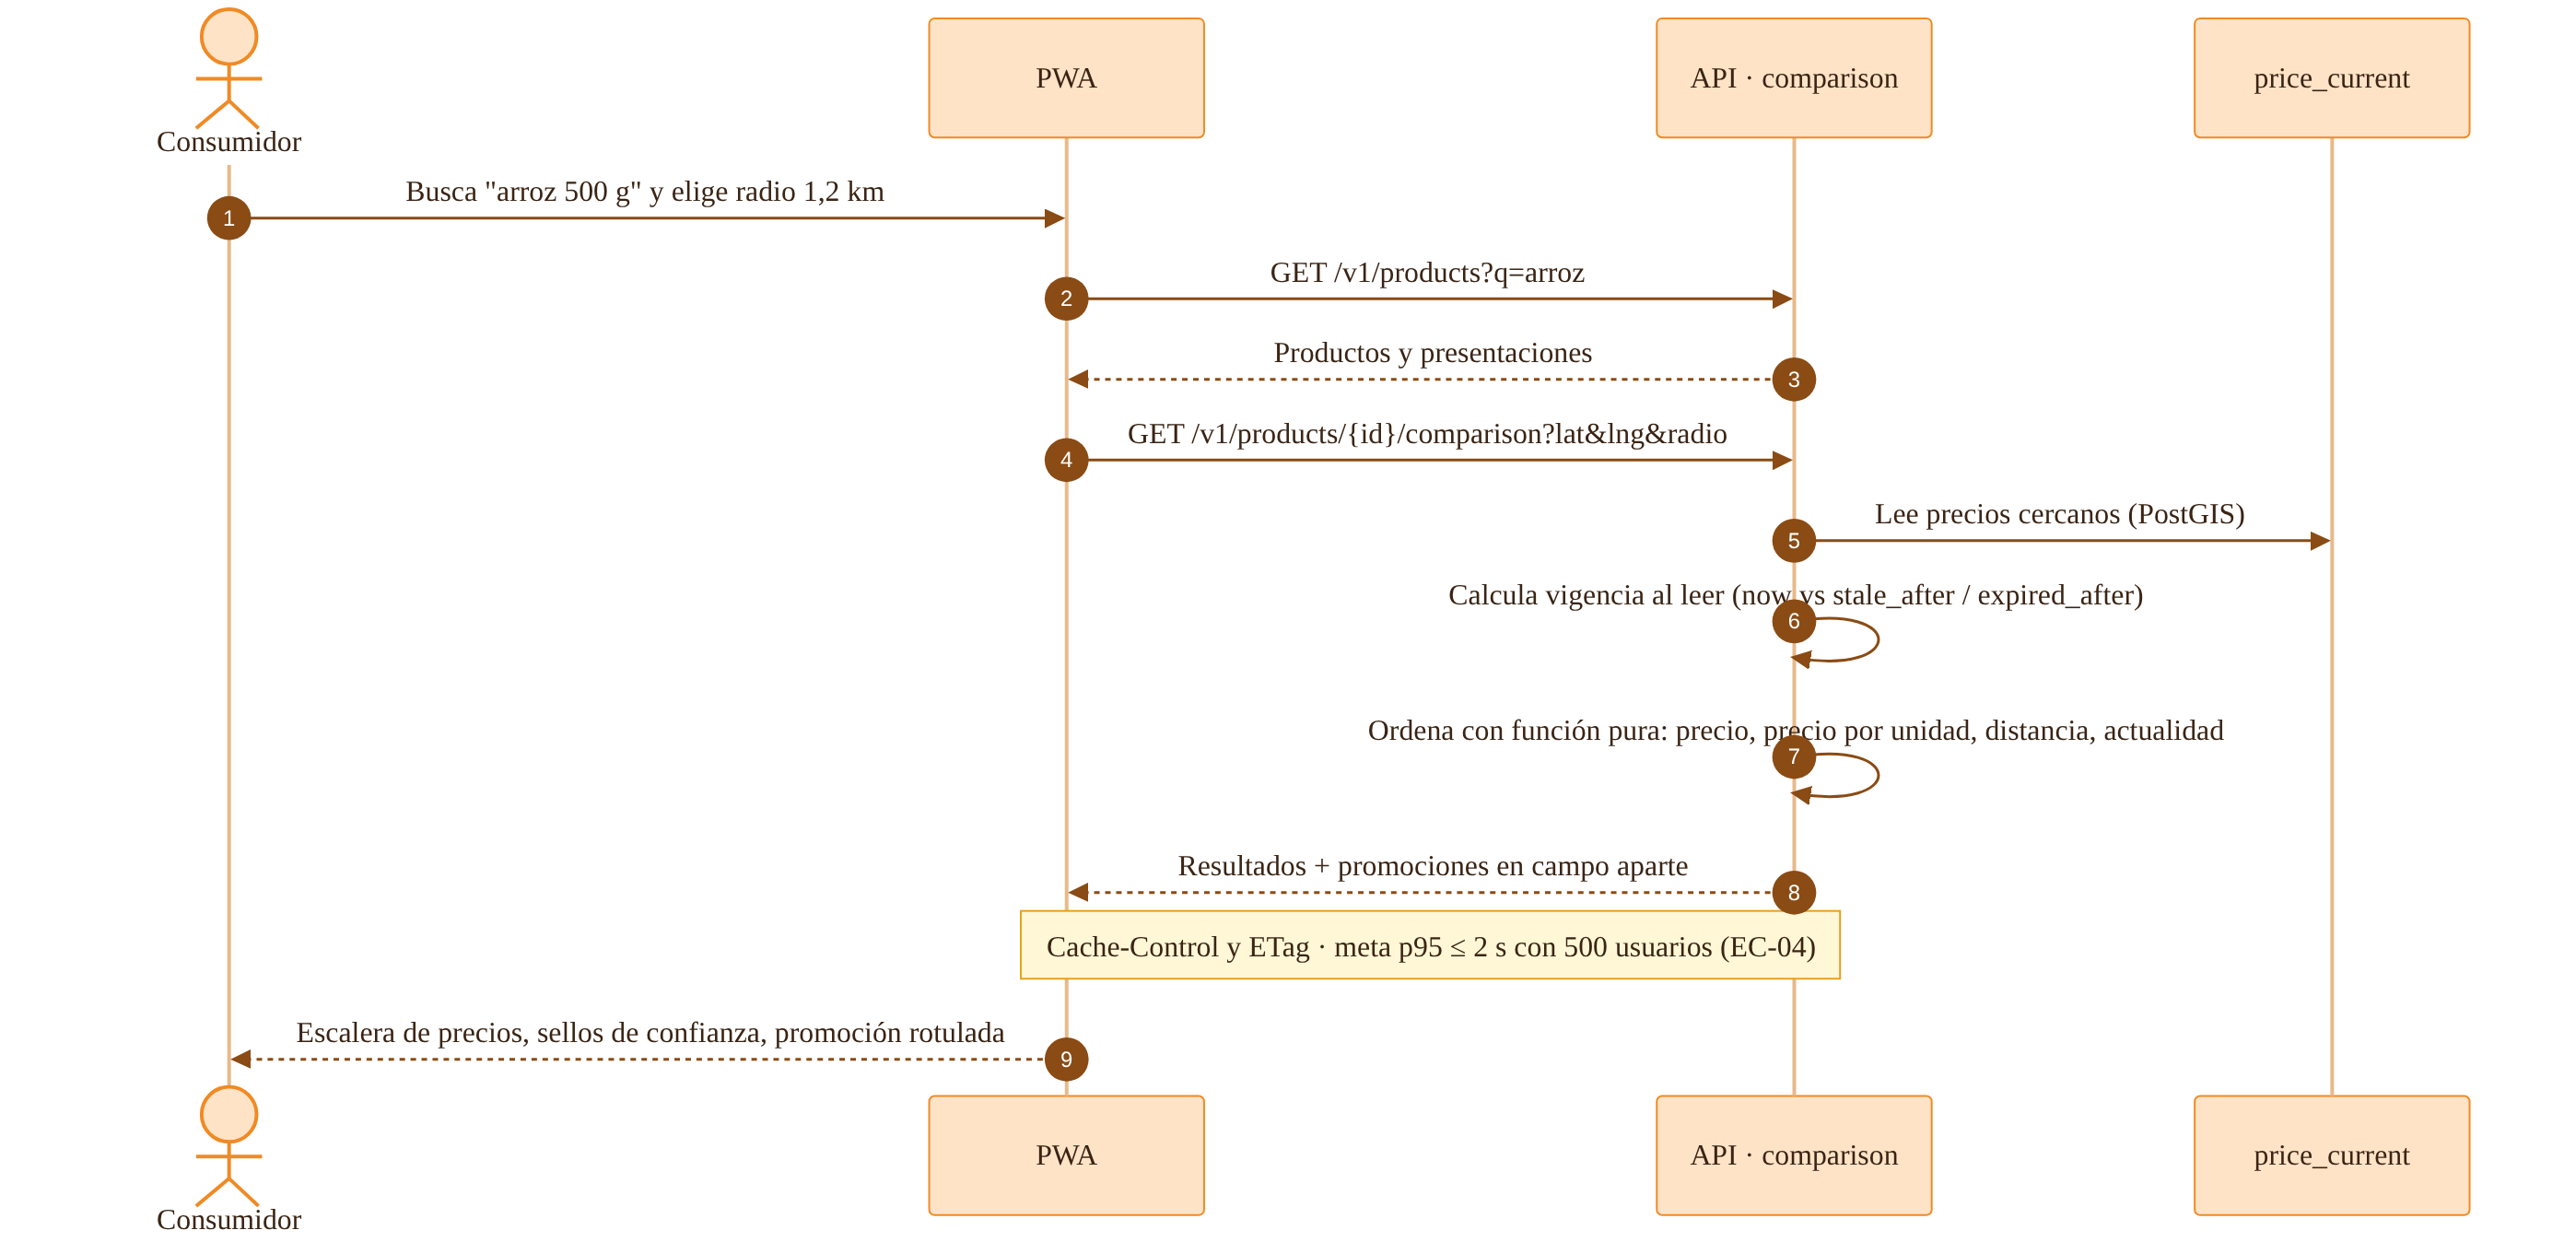 Consumidor
PWA
API · comparison
price_current
1
Busca "arroz 500 g" y elige radio 1,2 km
2
GET /v1/products?q=arroz
3
Productos y presentaciones
4
GET /v1/products/{id}/comparison?lat&lng&radio
5
Lee precios cercanos (PostGIS)
6
Calcula vigencia al leer (now vs stale_after / expired_after)
7
Ordena con función pura: precio, precio por unidad, distancia, actualidad
8
Resultados + promociones en campo aparte
Cache-Control y ETag · meta p95 ≤ 2 s con 500 usuarios (EC-04)
9
Escalera de precios, sellos de confianza, promoción rotulada
Consumidor
PWA
API · comparison
price_current